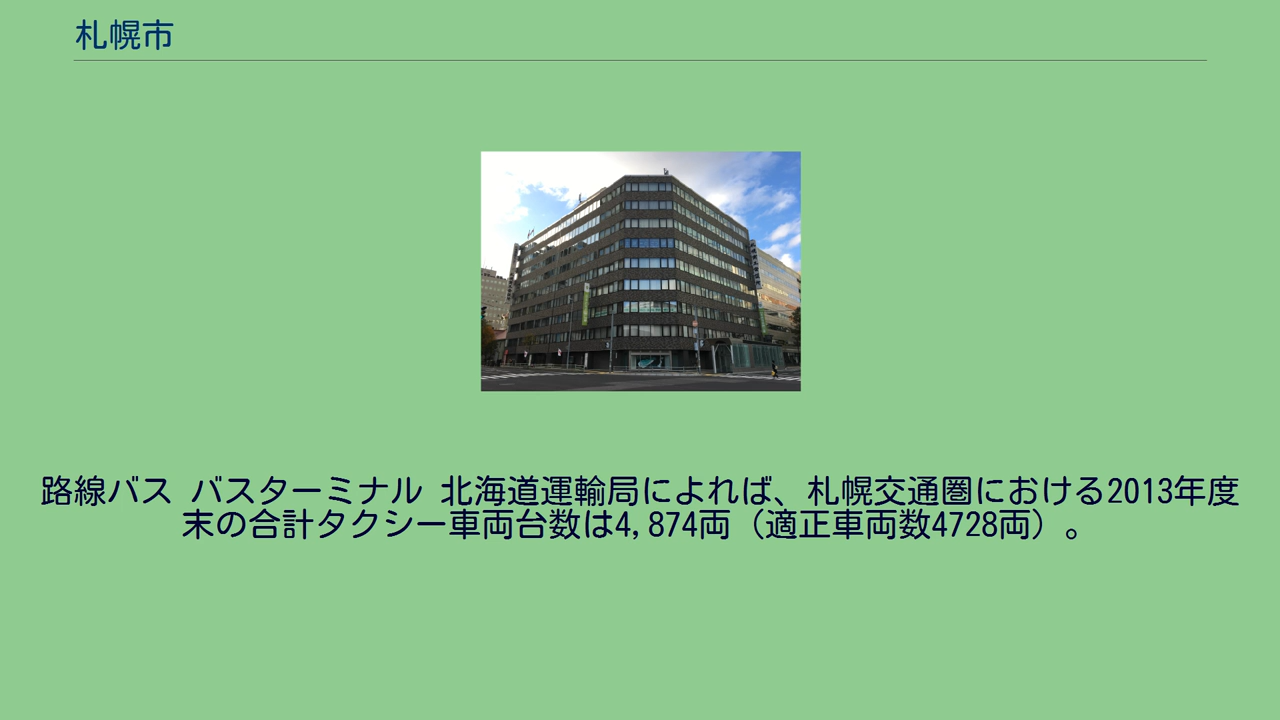 札幌市
路線バス バスターミナル 北海道運輸局によれば、札幌交通圏における2013年度
末の合計タクシー車両台数は4,874両（適正車両数4728両）。